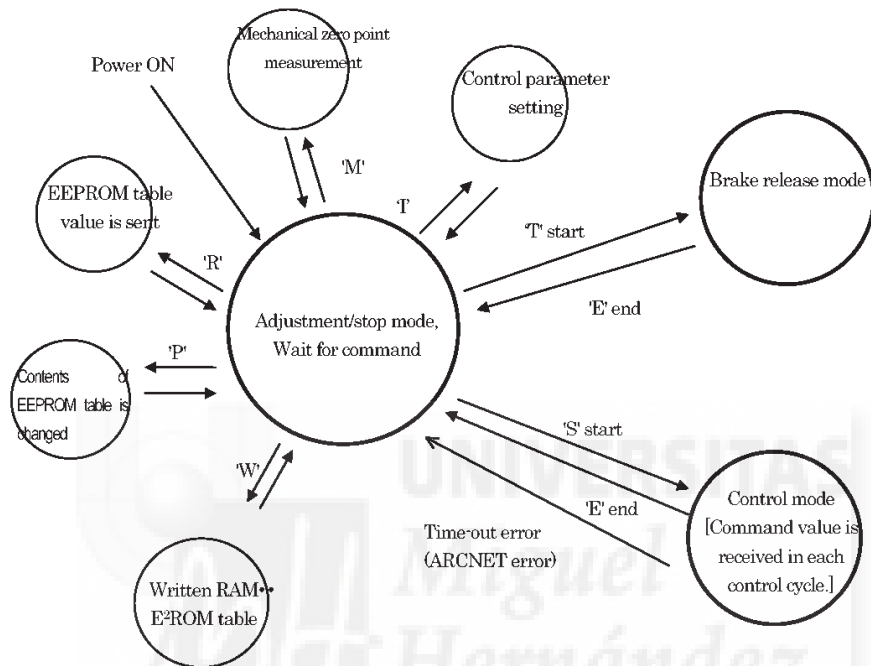 Mechanical zero point
measurement
Power ON
Control parameter
setting
'M'
EEPROM table
value is sent
'I'
Brake release mode
'R'
'T' start
'E' end
Adjustment/stop mode,
Wait for command
'P'
Contents of
EEPROM table is
changed
'S' start
'W'
'E' end
Time-out error
(ARCNET error)
Control mode
[Command value is
received in each
control cycle.]
Written RAM··
E²ROM table
UNIVERSITAS
Miguel
Hernández